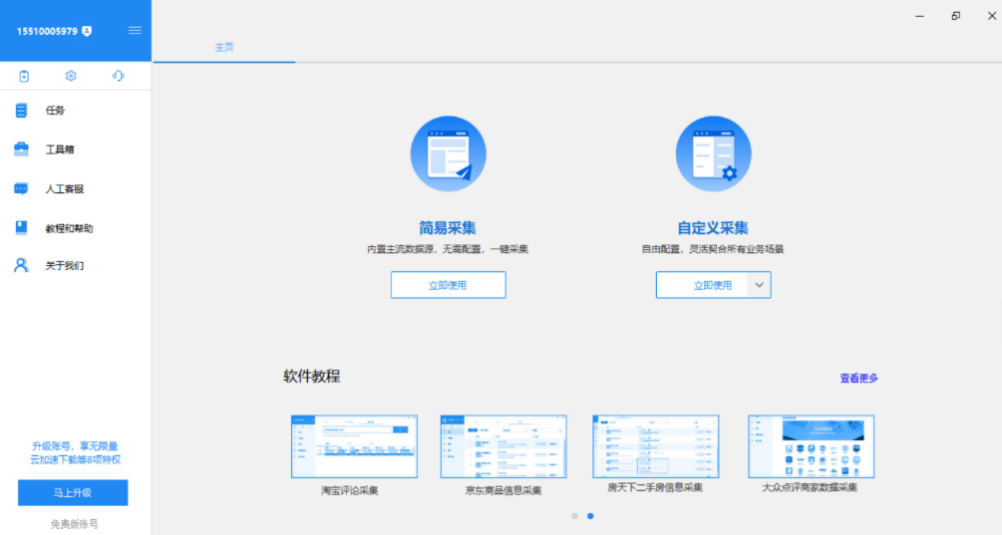 15510005979
主页
任务
工具箱
人工客服
教程和帮助
关于我们
升级账号，享无限量
云加速下载等8项特权
马上升级
免费版账号
简易采集
内置主流数据源，无需配置，一键采集
立即使用
自定义采集
自由配置，灵活契合所有业务场景
立即使用
软件教程
查看更多
淘宝评论采集
京东商品信息采集
房天下二手房信息采集
大众点评商家数据采集